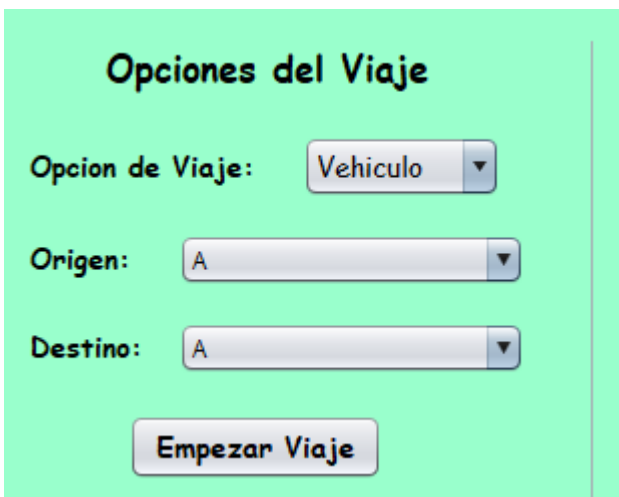 Opciones del Viaje
Opcion de Viaje: Vehiculo
Origen: A
Destino: A
Empezar Viaje